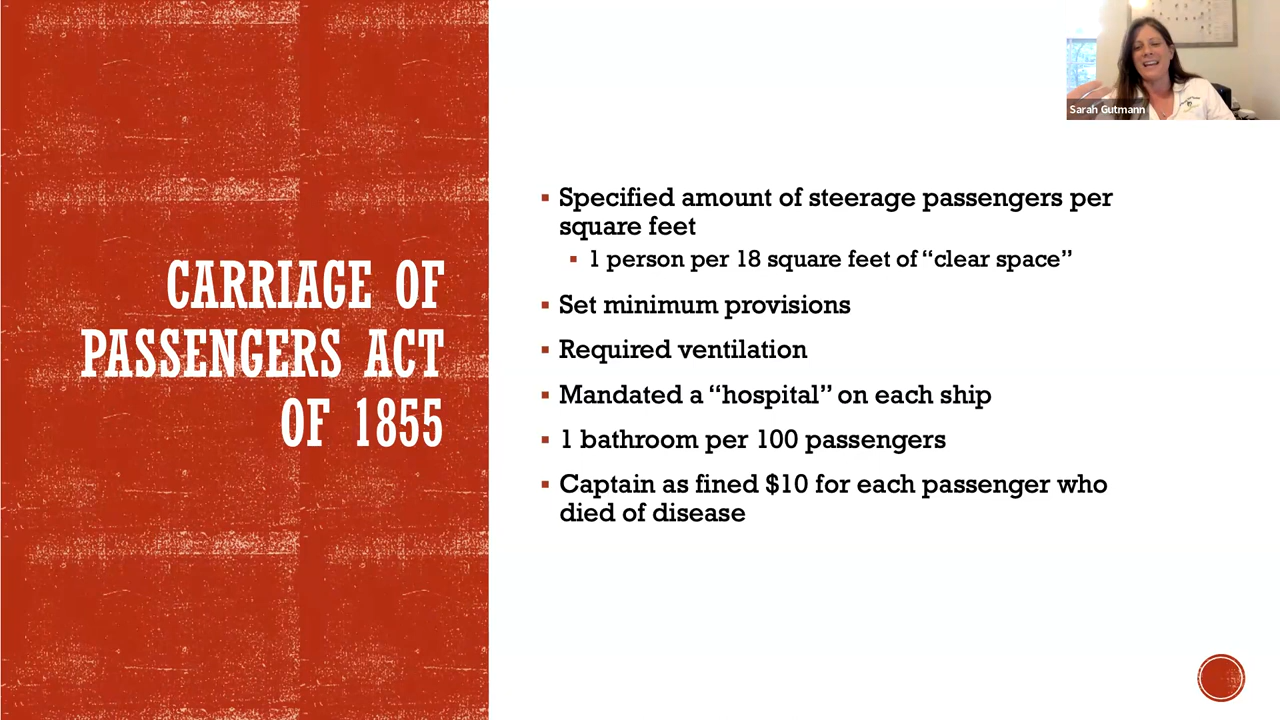 Sarah Gutmann
CARRIAGE OF
PASSENGERS ACT
OF 1855
Specified amount of steerage passengers per
square feet
1 person per 18 square feet of “clear space”
Set minimum provisions
Required ventilation
Mandated a “hospital” on each ship
1 bathroom per 100 passengers
Captain as fined $10 for each passenger who
died of disease